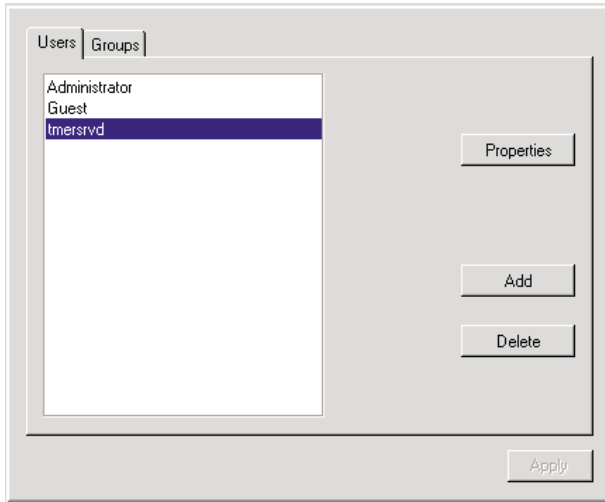 Users Groups
Administrator
Guest
tmersrvd
Properties
Add
Delete
Apply